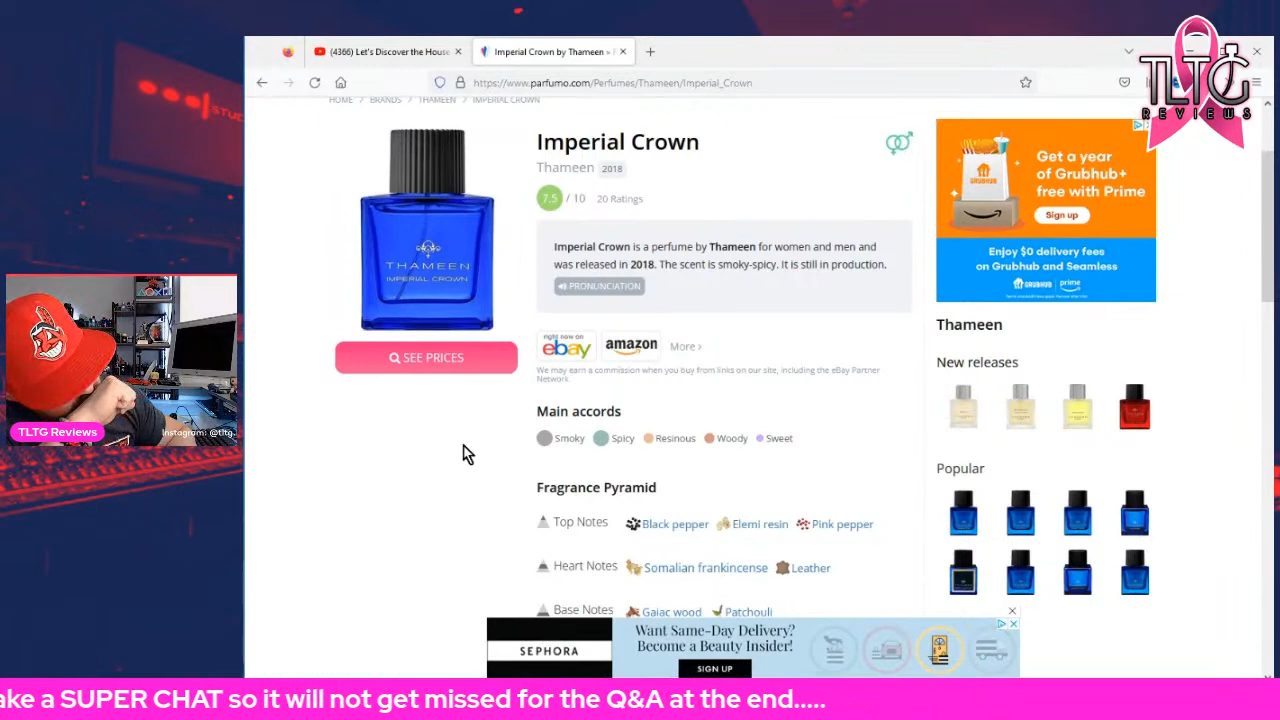 (4366) Let's Discover the House
Imperial Crown by Thameen »
https://www.parfumo.com/Perfumes/Thameen/Imperial_Crown
TLTG
REVIEWS
HOME BRANDS THAMEEN IMPERIAL CROWN
Imperial Crown
Thameen 2018
7.5 / 10 20 Ratings
Imperial Crown is a perfume by Thameen for women and men and
was released in 2018. The scent is smoky-spicy. It is still in production.
PRONUNCIATION
THAMEEN
IMPERIAL CROWN
SEE PRICES
right now on
ebay
amazon
More >
We may earn a commission when you buy from links on our site, including the eBay Partner
Network
Main accords
Smoky Spicy Resinous Woody Sweet
Fragrance Pyramid
Top Notes Black pepper Elemi resin Pink pepper
Heart Notes Somalian frankincense Leather
Base Notes Gaiac wood Patchouli
Get a year
of Grubhub+
free with Prime
Sign up
GRUBHUB
Enjoy $0 delivery fees
on Grubhub and Seamless
GRUBHUB prime
Thameen
New releases
Popular
SEPHORA
Want Same-Day Delivery?
Become a Beauty Insider!
SIGN UP
TLTG Reviews
Instagram: @tltg.
ake a SUPER CHAT so it will not get missed for the Q&A at the end.....